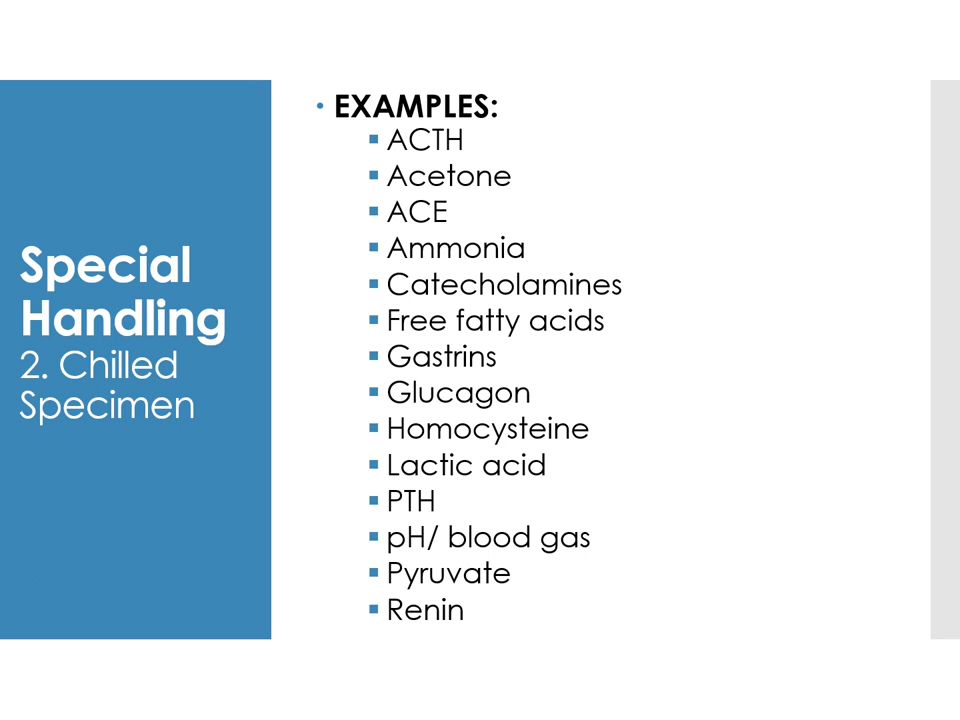 Special
Handling
2. Chilled
Specimen
• EXAMPLES:
▪ ACTH
▪ Acetone
▪ ACE
▪ Ammonia
▪ Catecholamines
▪ Free fatty acids
▪ Gastrins
▪ Glucagon
▪ Homocysteine
▪ Lactic acid
▪ PTH
▪ pH/ blood gas
▪ Pyruvate
▪ Renin